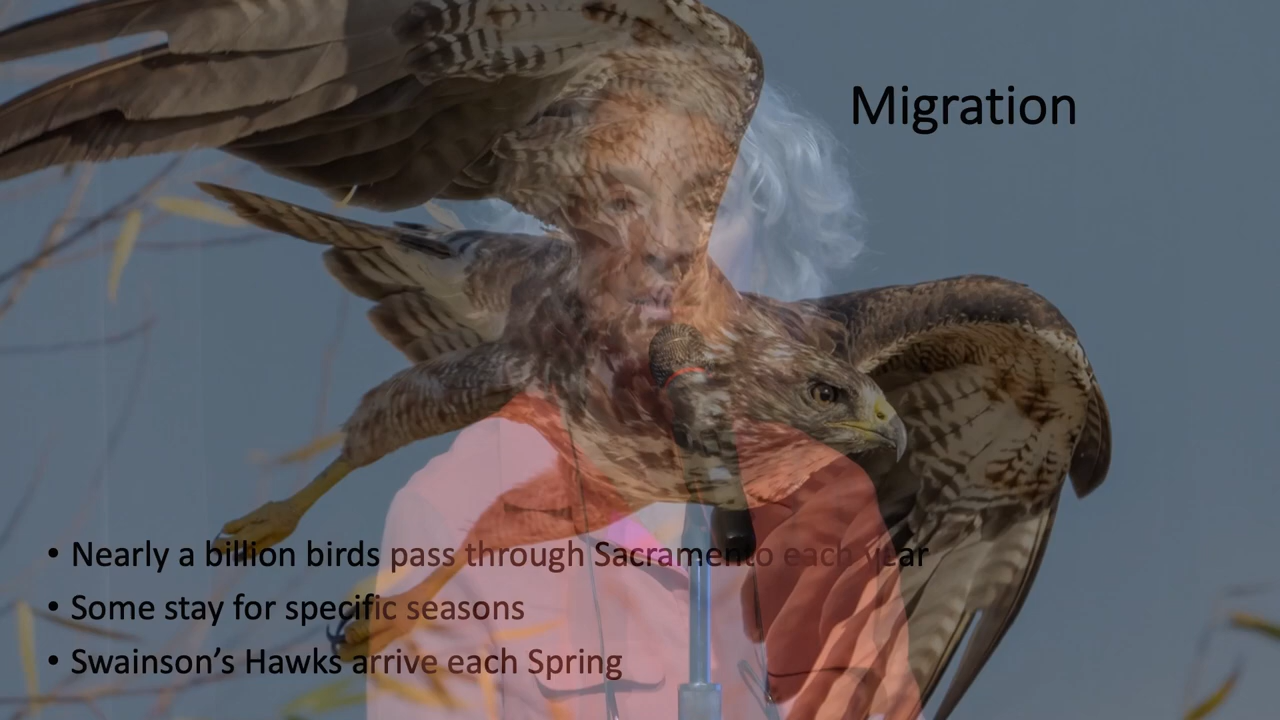 Migration
• Nearly a billion birds pass through Sacramento each year
• Some stay for specific seasons
• Swainson’s Hawks arrive each Spring